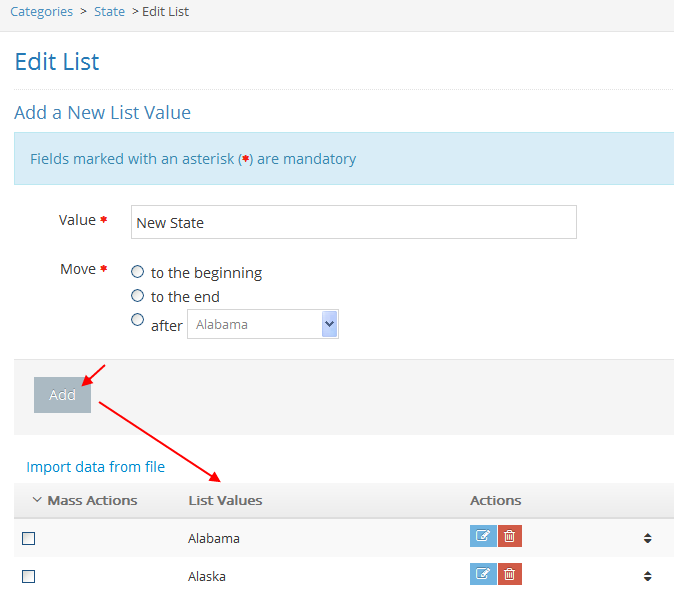 Categories > State > Edit List
Edit List
Add a New List Value
Fields marked with an asterisk (*) are mandatory
Value * New State
Move * to the beginning
to the end
after Alabama
Add
Import data from file
Mass Actions List Values Actions
Alabama
Alaska